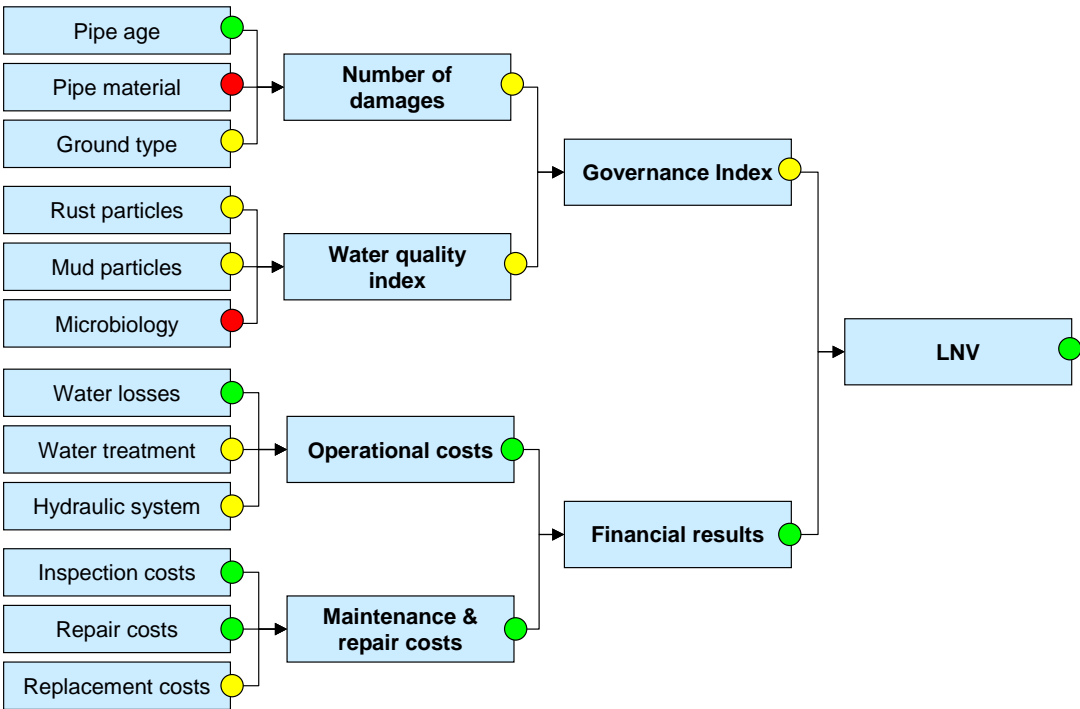 Pipe age
Pipe material
Ground type
Rust particles
Mud particles
Microbiology
Water losses
Water treatment
Hydraulic system
Inspection costs
Repair costs
Replacement costs
Number of
damages
Water quality
index
Operational costs
Maintenance &
repair costs
Governance Index
Financial results
LNV